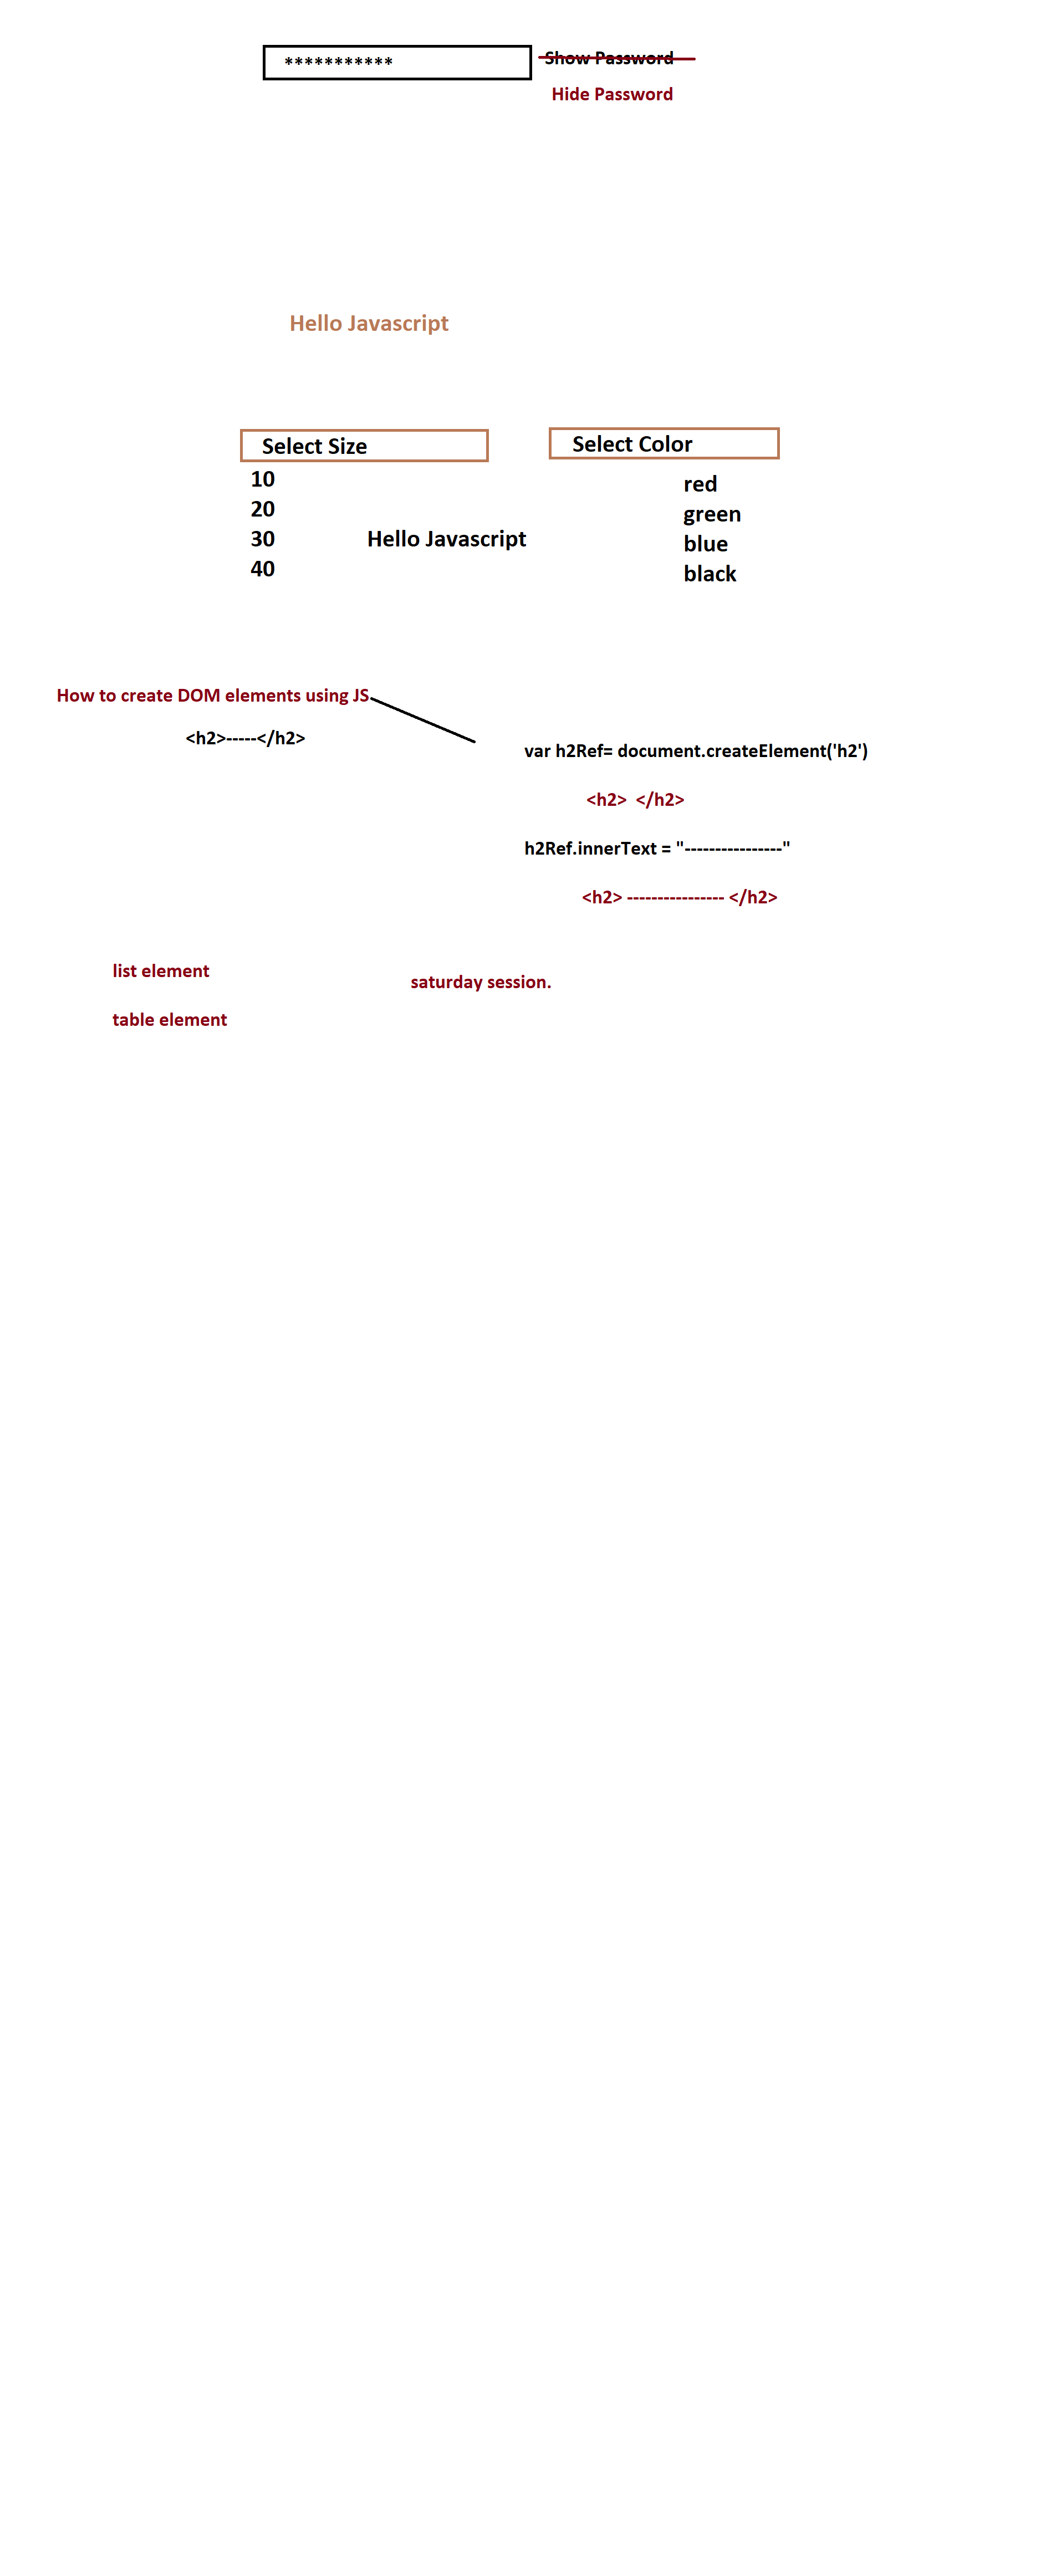 ***********
Show Password
Hide Password
Hello Javascript
Select Size
Select Color
10
20
30
40
Hello Javascript
red
green
blue
black
How to create DOM elements using JS
<h2>-----</h2>
var h2Ref= document.createElement('h2')
<h2>  </h2>
h2Ref.innerText = "----------------"
<h2> ---------------- </h2>
list element
saturday session.
table element